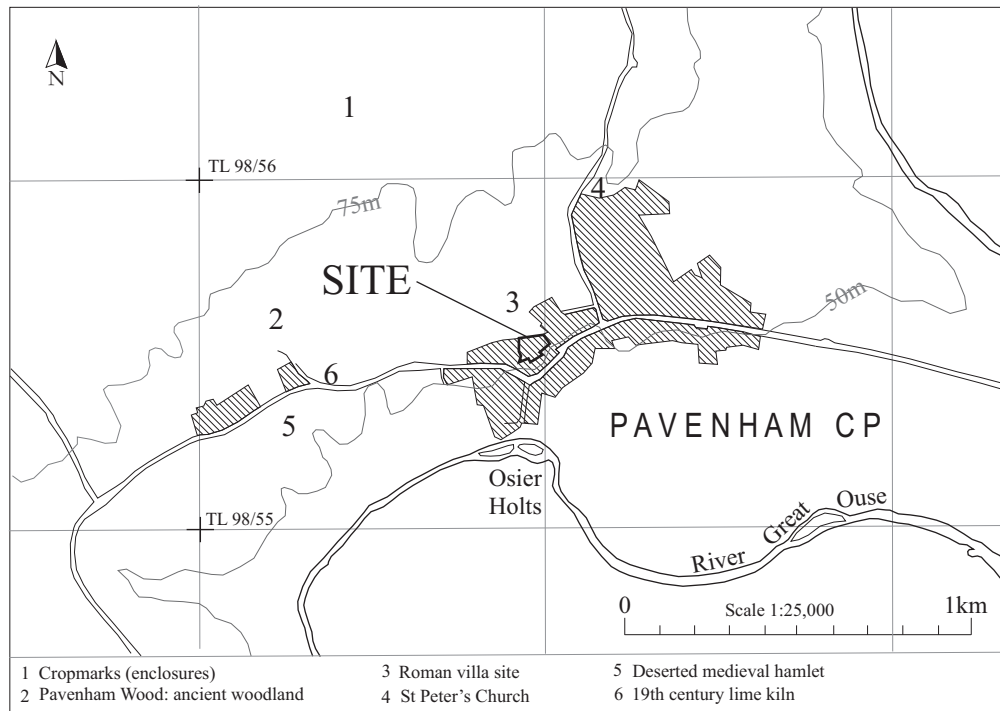 N
1
TL 98/56
4
75m
SITE
3
50m
2
6
5
PAVENHAM CP
Osier
Holts
TL 98/55
River Great Ouse
0
Scale 1:25,000
1km
1 Cropmarks (enclosures)
2 Pavenham Wood: ancient woodland
3 Roman villa site
4 St Peter's Church
5 Deserted medieval hamlet
6 19th century lime kiln